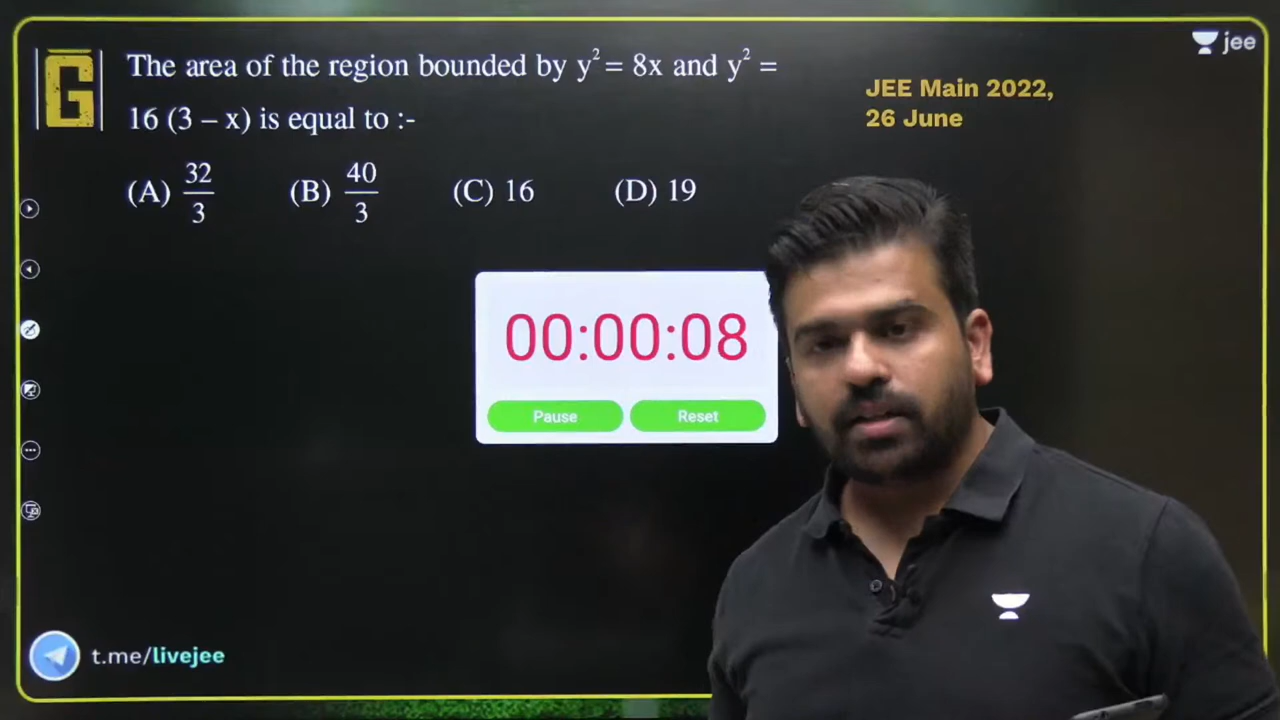 G
The area of the region bounded by y² = 8x and y² =
16 (3 – x) is equal to :-
(A) 32/3 (B) 40/3 (C) 16 (D) 19
JEE Main 2022,
26 June
jee
00:00:08
Pause Reset
t.me/livejee